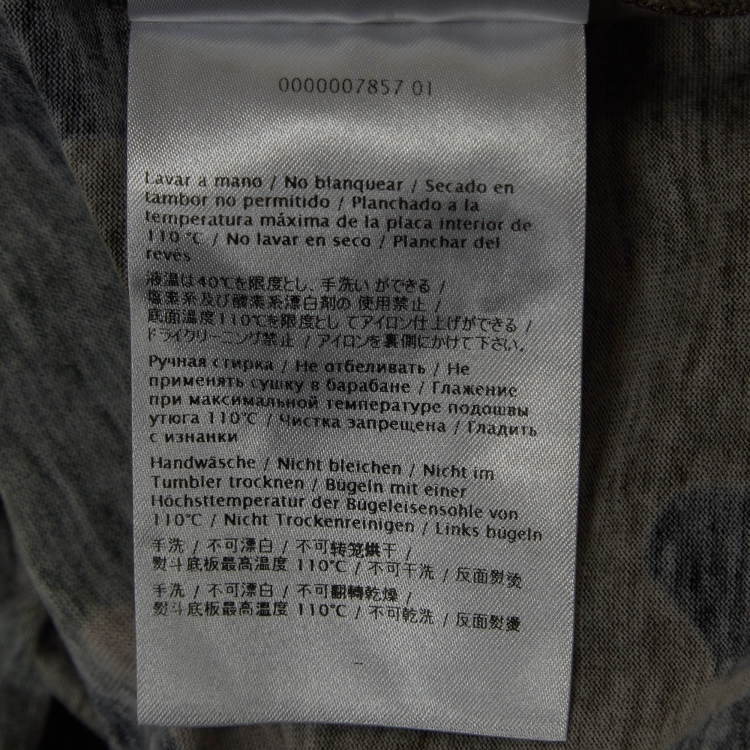 0000007857 01
Lavar a mano / No blanquear / Secado en
tambor no permitido / Planchado a la
temperatura máxima de la placa interior de
110 °C / No lavar en seco / Planchar del
revés
液温は40℃を限度とし、手洗い ができる /
塩素系及び酸素系漂白剤の 使用禁止 /
底面温度110℃を限度とし てアイロン仕 上げができる /
ドライクリーニング禁止 / アイロンを裏側にかけて下さい。
Ручная стирка / Не отбеливать / Не
применять сушку в барабане / Глажение
при максимальной температуре подошвы
утюга 110°C / Чистка запрещена / Гладить
с изнанки
Handwäsche / Nicht bleichen / Nicht im
Tumbler trocknen / Bügeln mit einer
Höchsttemperatur der Bügeleisensohle von
110°C / Nicht Trockenreinigen / Links bügeln
手洗 / 不可漂白 / 不可转笼烘干 /
熨斗底板最高温度 110℃ / 不可干洗 / 反面熨烫
手洗 / 不可漂白 / 不可翻轉乾燥 /
熨斗底板最高溫度 110℃ / 不可乾洗 / 反面熨燙